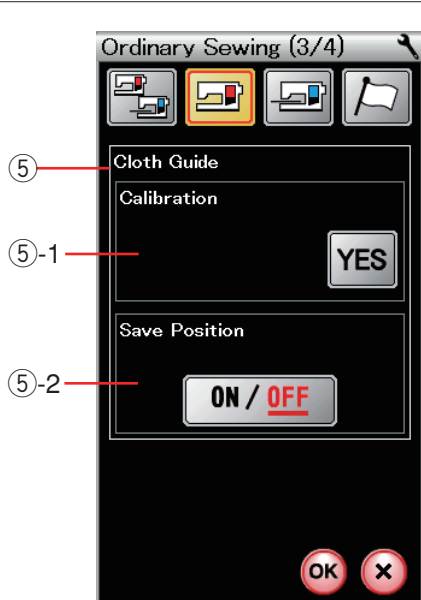 Ordinary Sewing (3/4)
⑤
Cloth Guide
Calibration
⑤-1
YES
Save Position
⑤-2
ON / OFF
OK